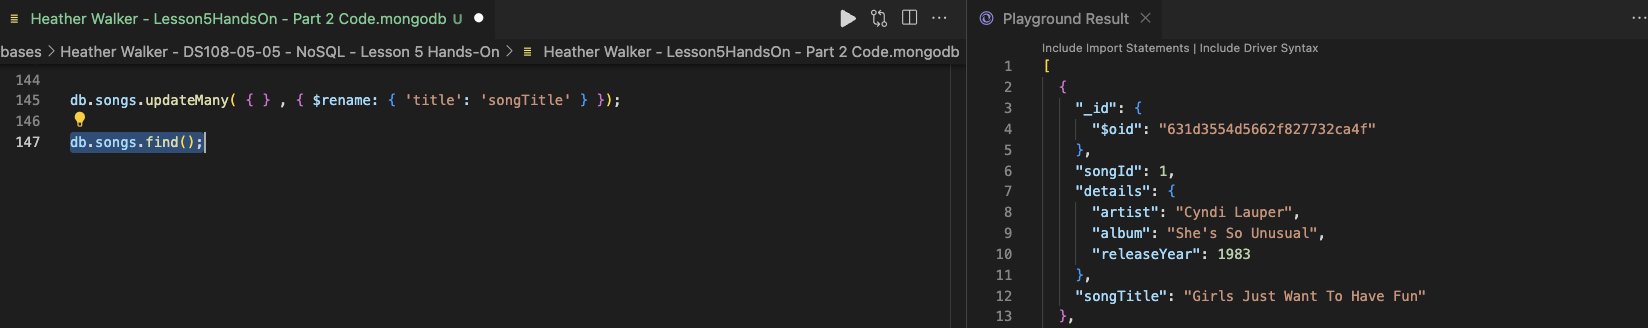 Heather Walker - Lesson5HandsOn - Part 2 Code.mongodb U
bases > Heather Walker - DS108-05-05 - NoSQL - Lesson 5 Hands-On > Heather Walker - Lesson5HandsOn - Part 2 Code.mongodb
144
145 db.songs.updateMany( { } , { $rename: { 'title': 'songTitle' } });
146
147 db.songs.find();
Playground Result
Include Import Statements | Include Driver Syntax
1 [
2 {
3 "_id": {
4 "$oid": "631d3554d5662f827732ca4f"
5 },
6 "songId": 1,
7 "details": {
8 "artist": "Cyndi Lauper",
9 "album": "She's So Unusual",
10 "releaseYear": 1983
11 },
12 "songTitle": "Girls Just Want To Have Fun"
13 },